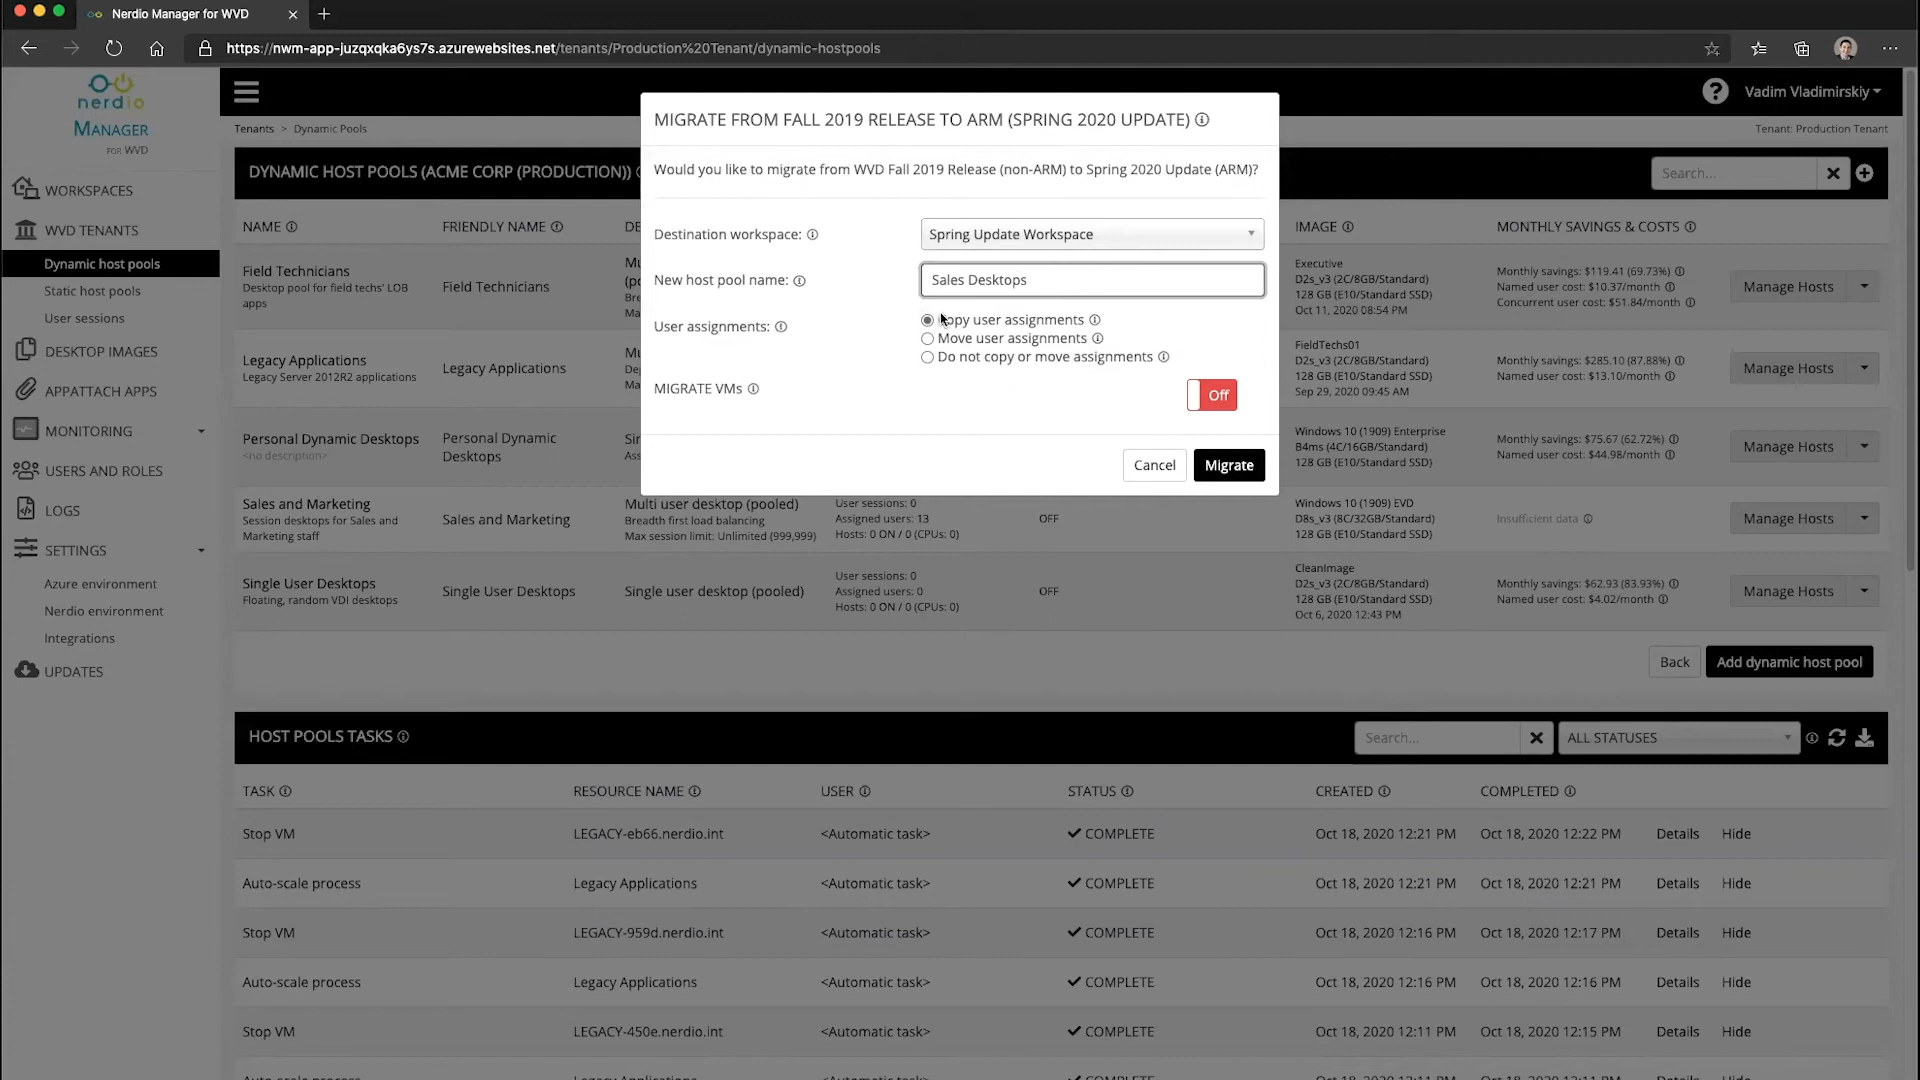 Nerdio Manager for WVD
https://nwm-app-juzqxqka6ys7s.azurewebsites.net/tenants/Production%20Tenant/dynamic-hostpools
nerdio
MANAGER
FOR WVD
WORKSPACES
WVD TENANTS
Dynamic host pools
Static host pools
User sessions
DESKTOP IMAGES
APPATTACH APPS
MONITORING
USERS AND ROLES
LOGS
SETTINGS
Azure environment
Nerdio environment
Integrations
UPDATES
Vadim Vladimirskiy
Tenants > Dynamic Pools
Tenant: Production Tenant
DYNAMIC HOST POOLS (ACME CORP (PRODUCTION))
Search...
MIGRATE FROM FALL 2019 RELEASE TO ARM (SPRING 2020 UPDATE)
Would you like to migrate from WVD Fall 2019 Release (non-ARM) to Spring 2020 Update (ARM)?
Destination workspace:
Spring Update Workspace
New host pool name:
Sales Desktops
User assignments:
Copy user assignments
Move user assignments
Do not copy or move assignments
MIGRATE VMs
Off
Cancel
Migrate
NAME
FRIENDLY NAME
IMAGE
MONTHLY SAVINGS & COSTS
Field Technicians
Desktop pool for field techs' LOB
apps
Field Technicians
Executive
D2s_v3 (2C/8GB/Standard)
128 GB (E10/Standard SSD)
Oct 11, 2020 08:54 PM
Monthly savings: $119.41 (69.73%)
Named user cost: $10.37/month
Concurrent user cost: $51.84/month
Manage Hosts
Legacy Applications
Legacy Server 2012R2 applications
Legacy Applications
FieldTechs01
D2s_v3 (2C/8GB/Standard)
128 GB (E10/Standard SSD)
Sep 29, 2020 09:45 AM
Monthly savings: $285.10 (87.88%)
Named user cost: $13.10/month
Manage Hosts
Personal Dynamic Desktops
<no description>
Personal Dynamic
Desktops
Windows 10 (1909) Enterprise
B4ms (4C/16GB/Standard)
128 GB (E10/Standard SSD)
Monthly savings: $75.67 (62.72%)
Named user cost: $44.98/month
Manage Hosts
Sales and Marketing
Session desktops for Sales and
Marketing staff
Sales and Marketing
Multi user desktop (pooled)
Breadth first load balancing
Max session limit: Unlimited (999,999)
User sessions: 0
Assigned users: 13
Hosts: 0 ON / 0 (CPUs: 0)
OFF
Windows 10 (1909) EVD
D8s_v3 (8C/32GB/Standard)
128 GB (E10/Standard SSD)
Insufficient data
Manage Hosts
Single User Desktops
Floating, random VDI desktops
Single User Desktops
Single user desktop (pooled)
User sessions: 0
Assigned users: 0
Hosts: 0 ON / 0 (CPUs: 0)
OFF
CleanImage
D2s_v3 (2C/8GB/Standard)
128 GB (E10/Standard SSD)
Oct 6, 2020 12:43 PM
Monthly savings: $62.93 (83.93%)
Named user cost: $4.02/month
Manage Hosts
Back
Add dynamic host pool
HOST POOLS TASKS
Search...
ALL STATUSES
TASK RESOURCE NAME USER STATUS CREATED COMPLETED
Stop VM LEGACY-eb66.nerdio.int <Automatic task> COMPLETE Oct 18, 2020 12:21 PM Oct 18, 2020 12:22 PM Details Hide
Auto-scale process Legacy Applications <Automatic task> COMPLETE Oct 18, 2020 12:21 PM Oct 18, 2020 12:21 PM Details Hide
Stop VM LEGACY-959d.nerdio.int <Automatic task> COMPLETE Oct 18, 2020 12:16 PM Oct 18, 2020 12:17 PM Details Hide
Auto-scale process Legacy Applications <Automatic task> COMPLETE Oct 18, 2020 12:16 PM Oct 18, 2020 12:16 PM Details Hide
Stop VM LEGACY-450e.nerdio.int <Automatic task> COMPLETE Oct 18, 2020 12:11 PM Oct 18, 2020 12:15 PM Details Hide